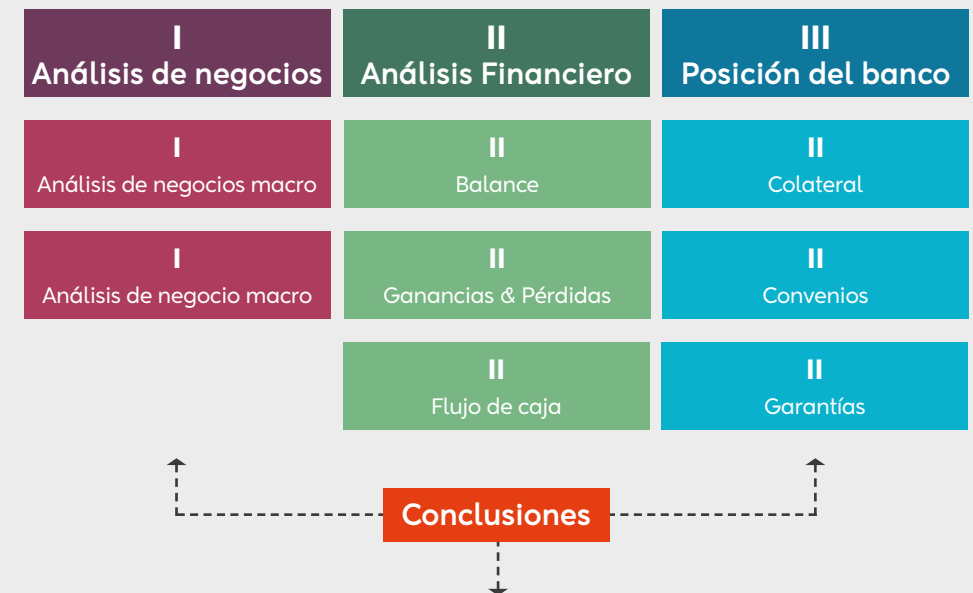 I
Análisis de negocios
II
Análisis Financiero
III
Posición del banco
I
Análisis de negocios macro
II
Balance
II
Colateral
I
Análisis de negocio macro
II
Ganancias & Pérdidas
II
Convenios
II
Flujo de caja
II
Garantías
Conclusiones